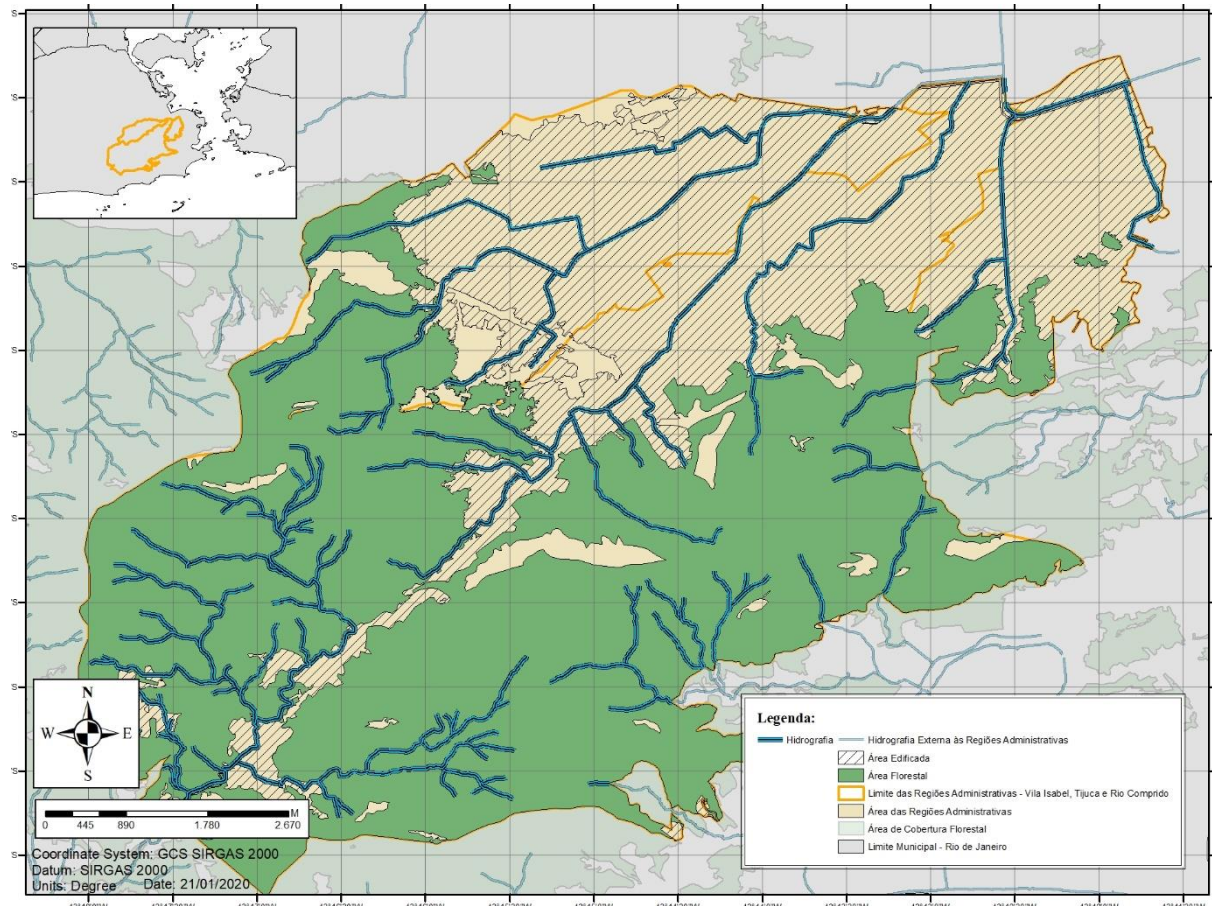 N
W E
S
M
0 445 890 1.780 2.670
Coordinate System: GCS SIRGAS 2000
Datum: SIRGAS 2000
Units: Degree Date: 21/01/2020
Legenda:
Hidrografia Hidrografia Externa às Regiões Administrativas
Área Edificada
Área Florestal
Limite das Regiões Administrativas - Vila Isabel, Tijuca e Rio Comprido
Área das Regiões Administrativas
Área de Cobertura Florestal
Limite Municipal - Rio de Janeiro